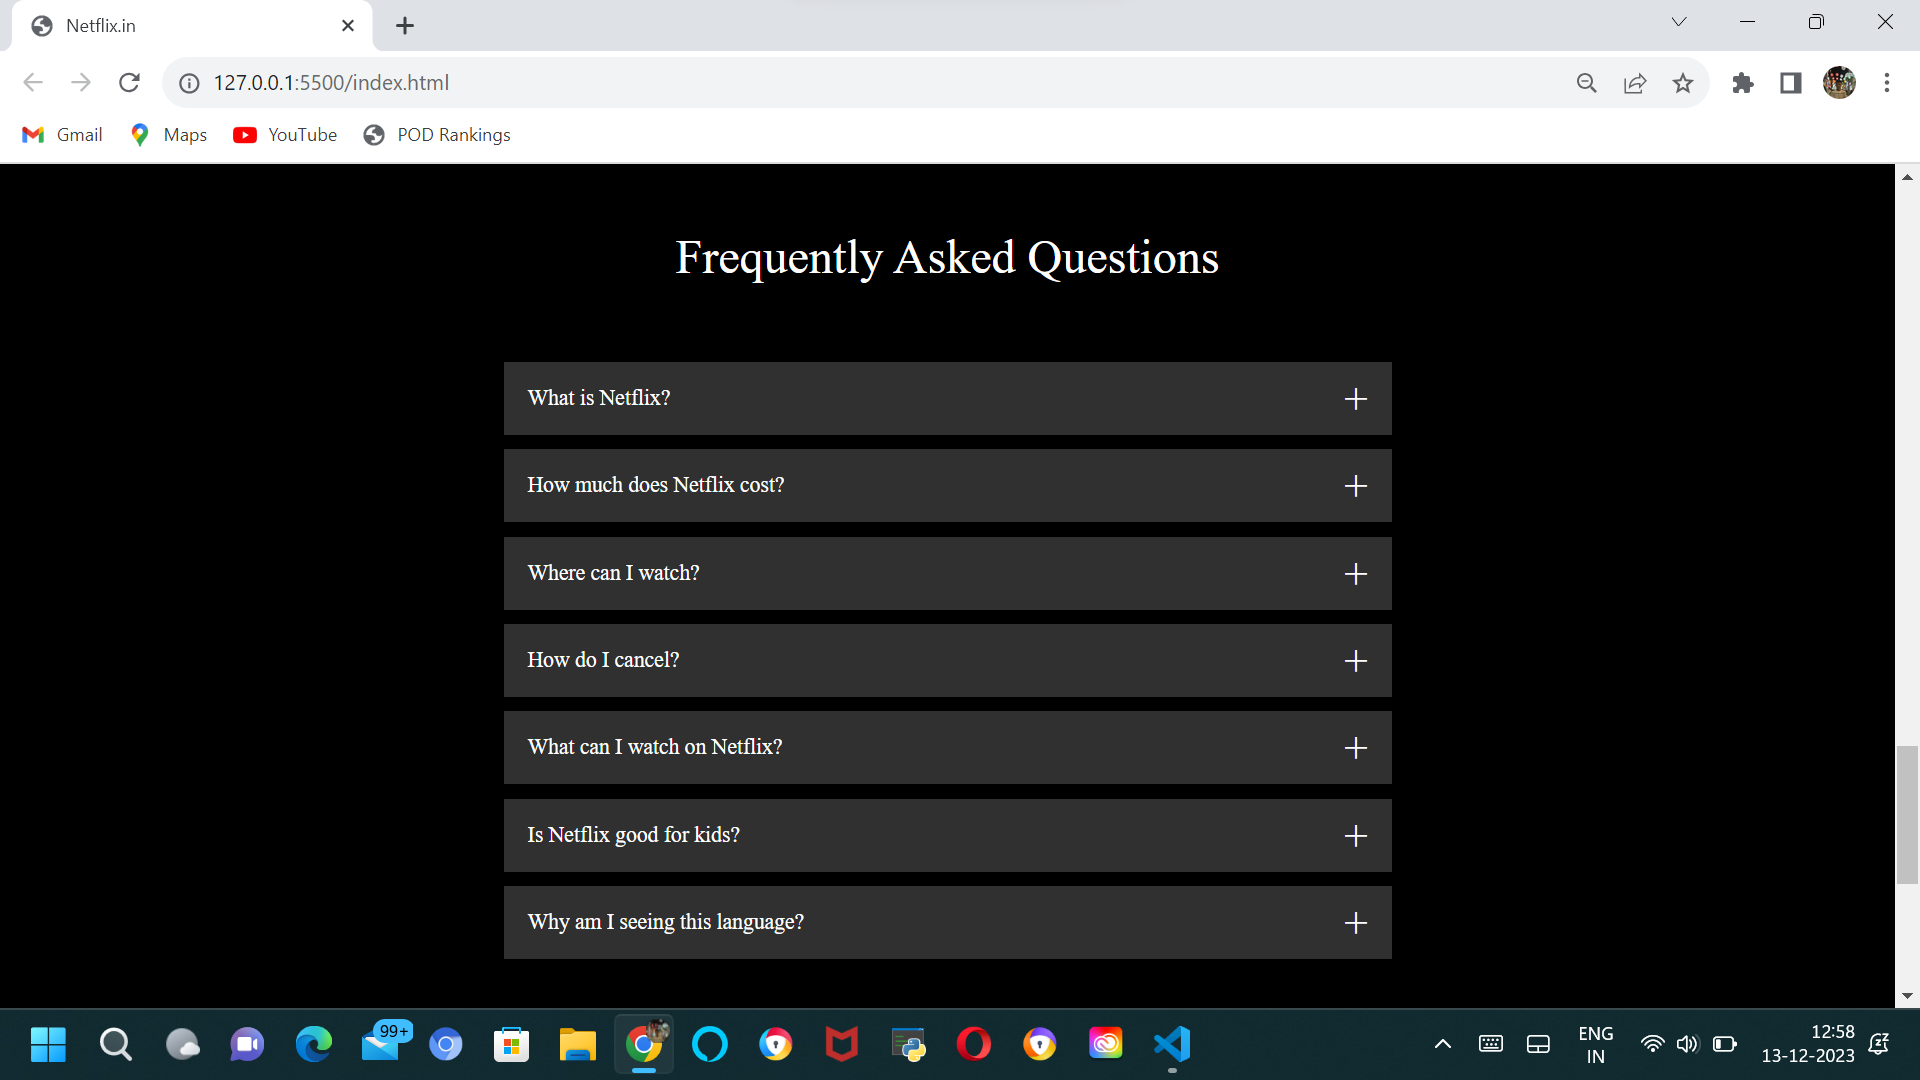 Netflix.in
127.0.0.1:5500/index.html
Gmail
Maps
YouTube
POD Rankings
Frequently Asked Questions
What is Netflix?
How much does Netflix cost?
Where can I watch?
How do I cancel?
What can I watch on Netflix?
Is Netflix good for kids?
Why am I seeing this language?
99+
ENG
IN
12:58
13-12-2023